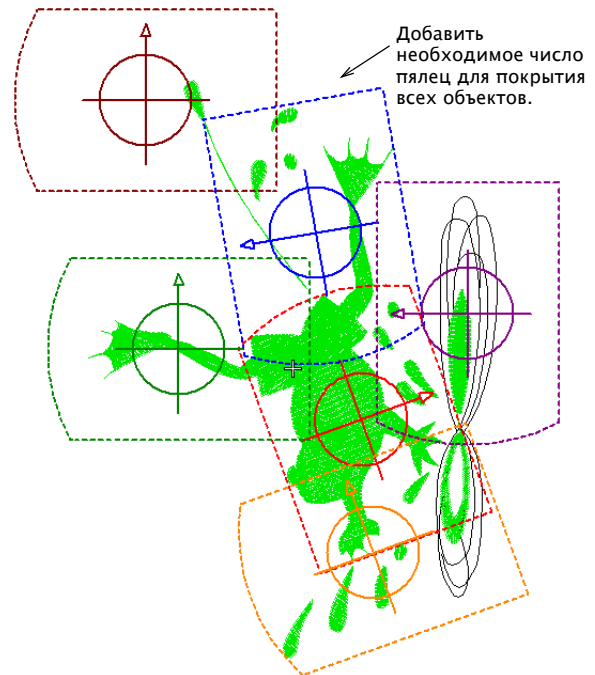 Добавить
необходимое число
пялец для покрытия
всех объектов.